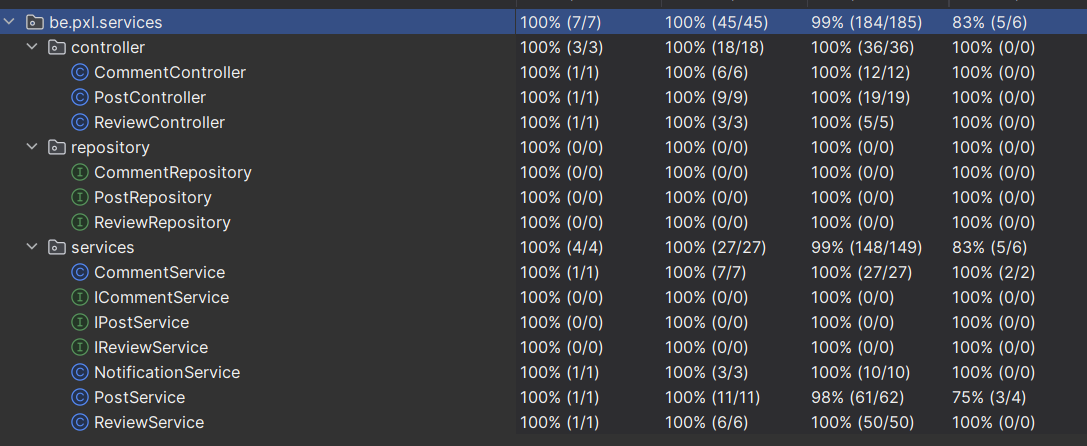 be.pxl.services 100% (7/7) 100% (45/45) 99% (184/185) 83% (5/6)
controller 100% (3/3) 100% (18/18) 100% (36/36) 100% (0/0)
CommentController 100% (1/1) 100% (6/6) 100% (12/12) 100% (0/0)
PostController 100% (1/1) 100% (9/9) 100% (19/19) 100% (0/0)
ReviewController 100% (1/1) 100% (3/3) 100% (5/5) 100% (0/0)
repository 100% (0/0) 100% (0/0) 100% (0/0) 100% (0/0)
CommentRepository 100% (0/0) 100% (0/0) 100% (0/0) 100% (0/0)
PostRepository 100% (0/0) 100% (0/0) 100% (0/0) 100% (0/0)
ReviewRepository 100% (0/0) 100% (0/0) 100% (0/0) 100% (0/0)
services 100% (4/4) 100% (27/27) 99% (148/149) 83% (5/6)
C CommentService 100% (1/1) 100% (7/7) 100% (27/27) 100% (2/2)
I ICommentService 100% (0/0) 100% (0/0) 100% (0/0) 100% (0/0)
I IPostService 100% (0/0) 100% (0/0) 100% (0/0) 100% (0/0)
I IReviewService 100% (0/0) 100% (0/0) 100% (0/0) 100% (0/0)
C NotificationService 100% (1/1) 100% (3/3) 100% (10/10) 100% (0/0)
C PostService 100% (1/1) 100% (11/11) 98% (61/62) 75% (3/4)
C ReviewService 100% (1/1) 100% (6/6) 100% (50/50) 100% (0/0)